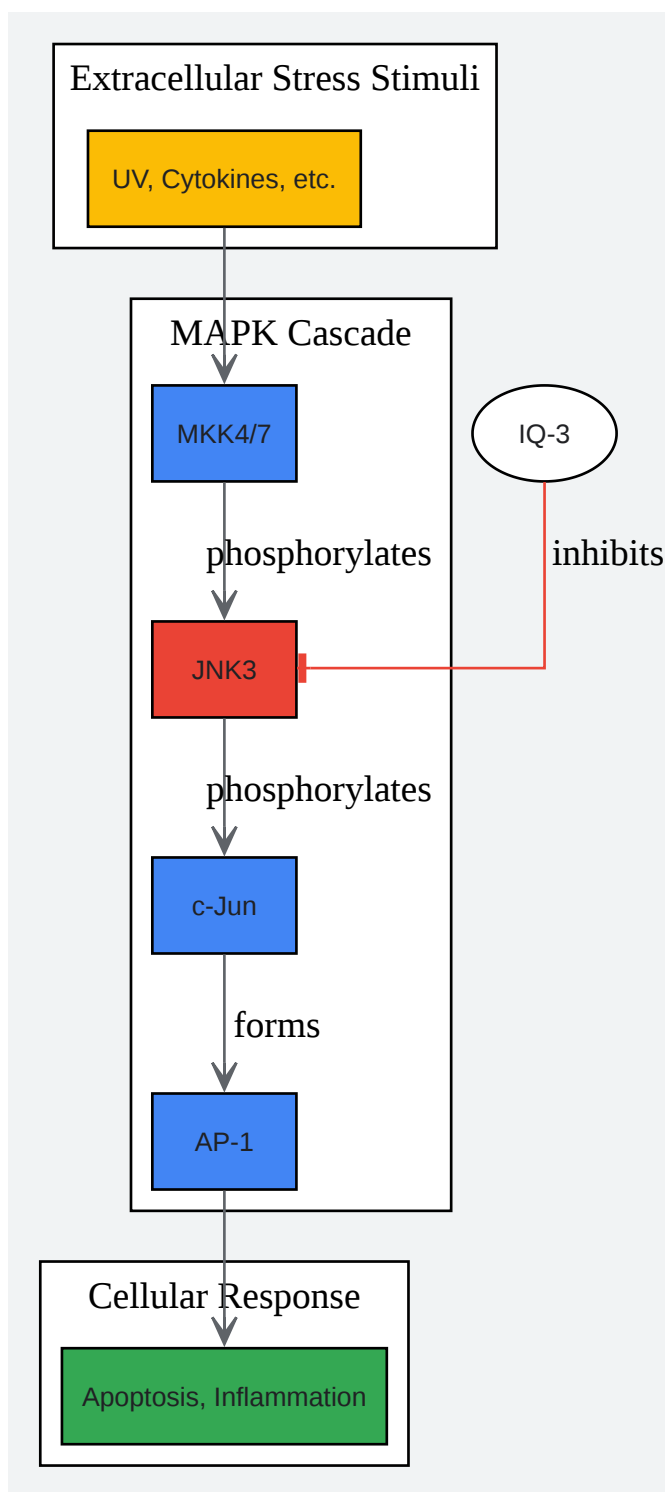 Extracellular Stress Stimuli
UV, Cytokines, etc.
MAPK Cascade
MKK4/7
IQ-3
phosphorylates
inhibits
JNK3
phosphorylates
c-Jun
forms
AP-1
Cellular Response
Apoptosis, Inflammation